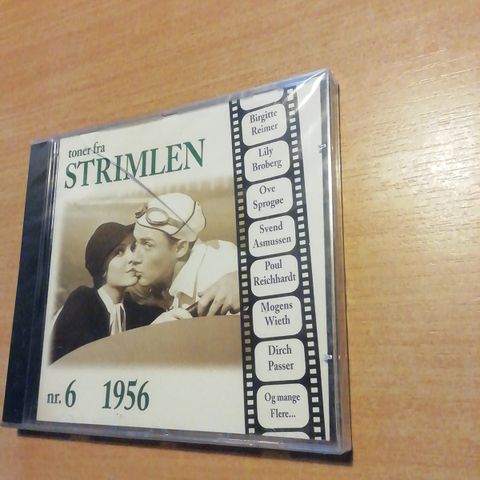 toner fra
STRIMLEN
Birgitte
Reimer
Lily
Broberg
Ove
Sprogøe
Svend
Asmussen
Poul
Reichhardt
Mogens
Wieth
Dirch
Passer
Og mange
Flere...
nr. 6 1956